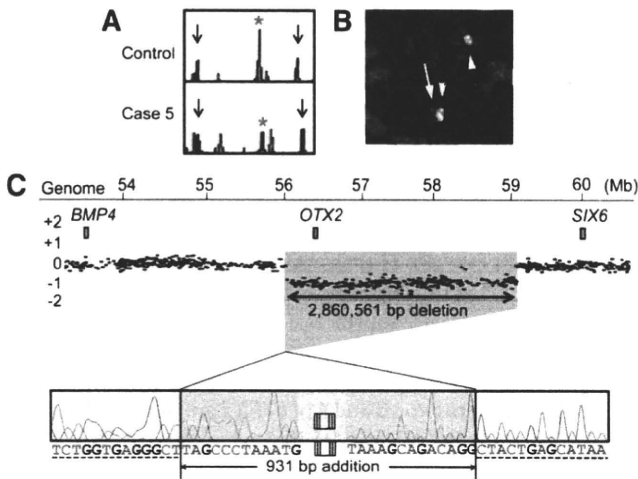 A
B
Control
*
Case 5
*
C
Genome 54 55 56 57 58 59 60 (Mb)
BMP4 OTX2 SIX6
+2
+1
0
-1
-2
2,860,561 bp deletion
TCTGGTGAGGGCTTAGCCCTAAATG TAAAGCAGACAGGCTACTGAGCATAA
931 bp addition